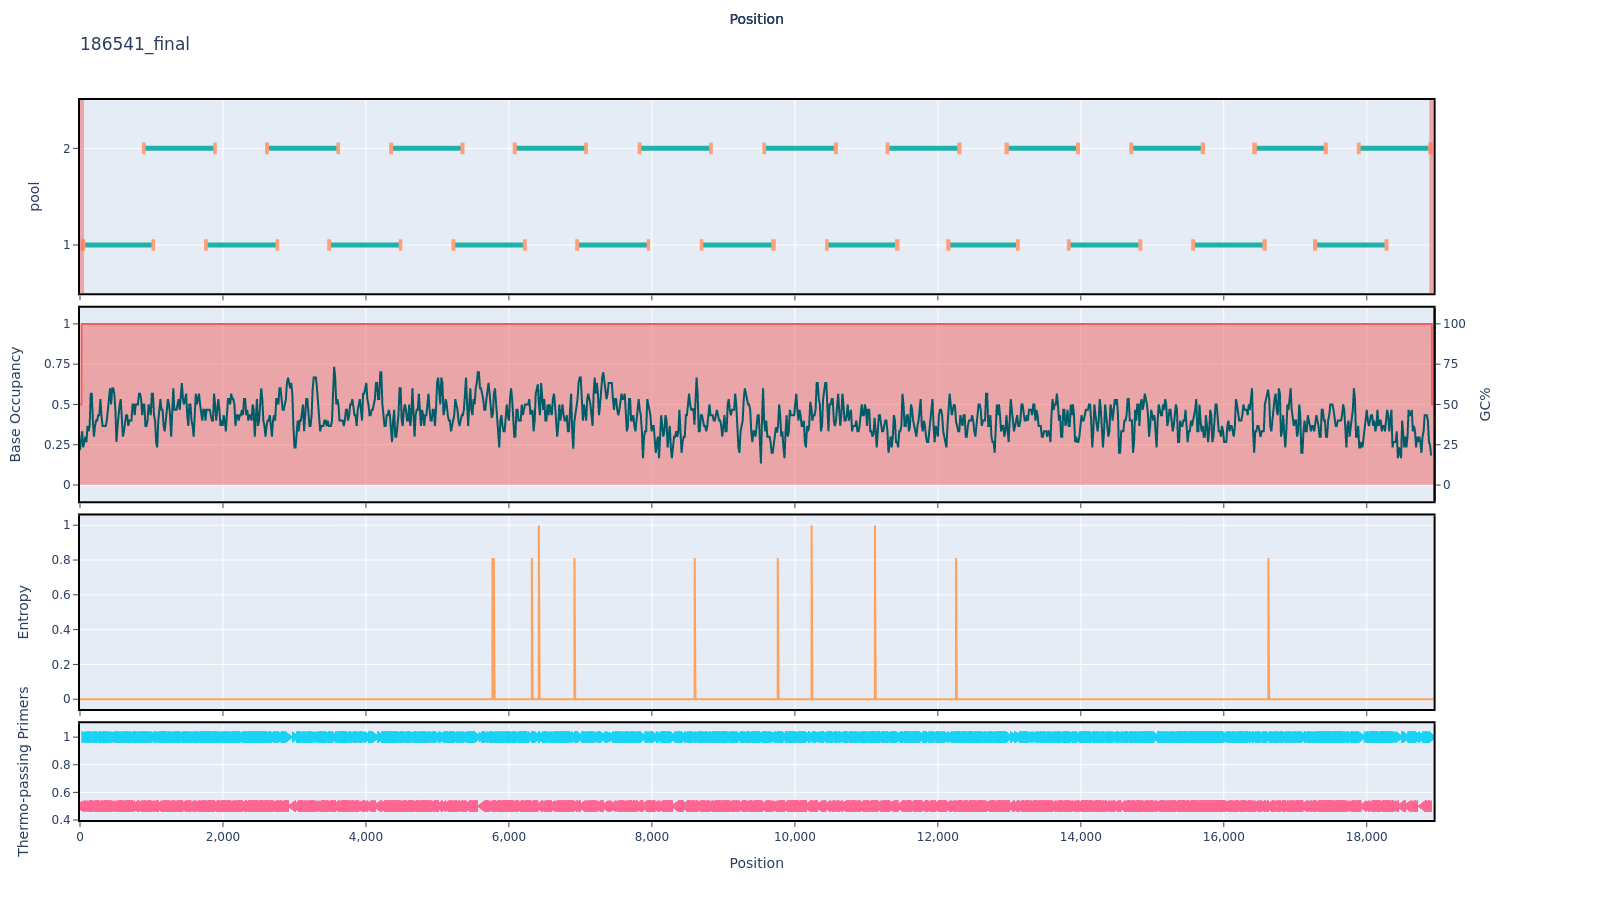 Position
186541_final
2
1
pool
1
0.75
0.5
0.25
0
Base Occupancy
100
75
50
25
0
GC%
1
0.8
0.6
0.4
0.2
0
Entropy
1
0.8
0.6
0.4
Thermo-passing Primers
0 2,000 4,000 6,000 8,000 10,000 12,000 14,000 16,000 18,000
Position